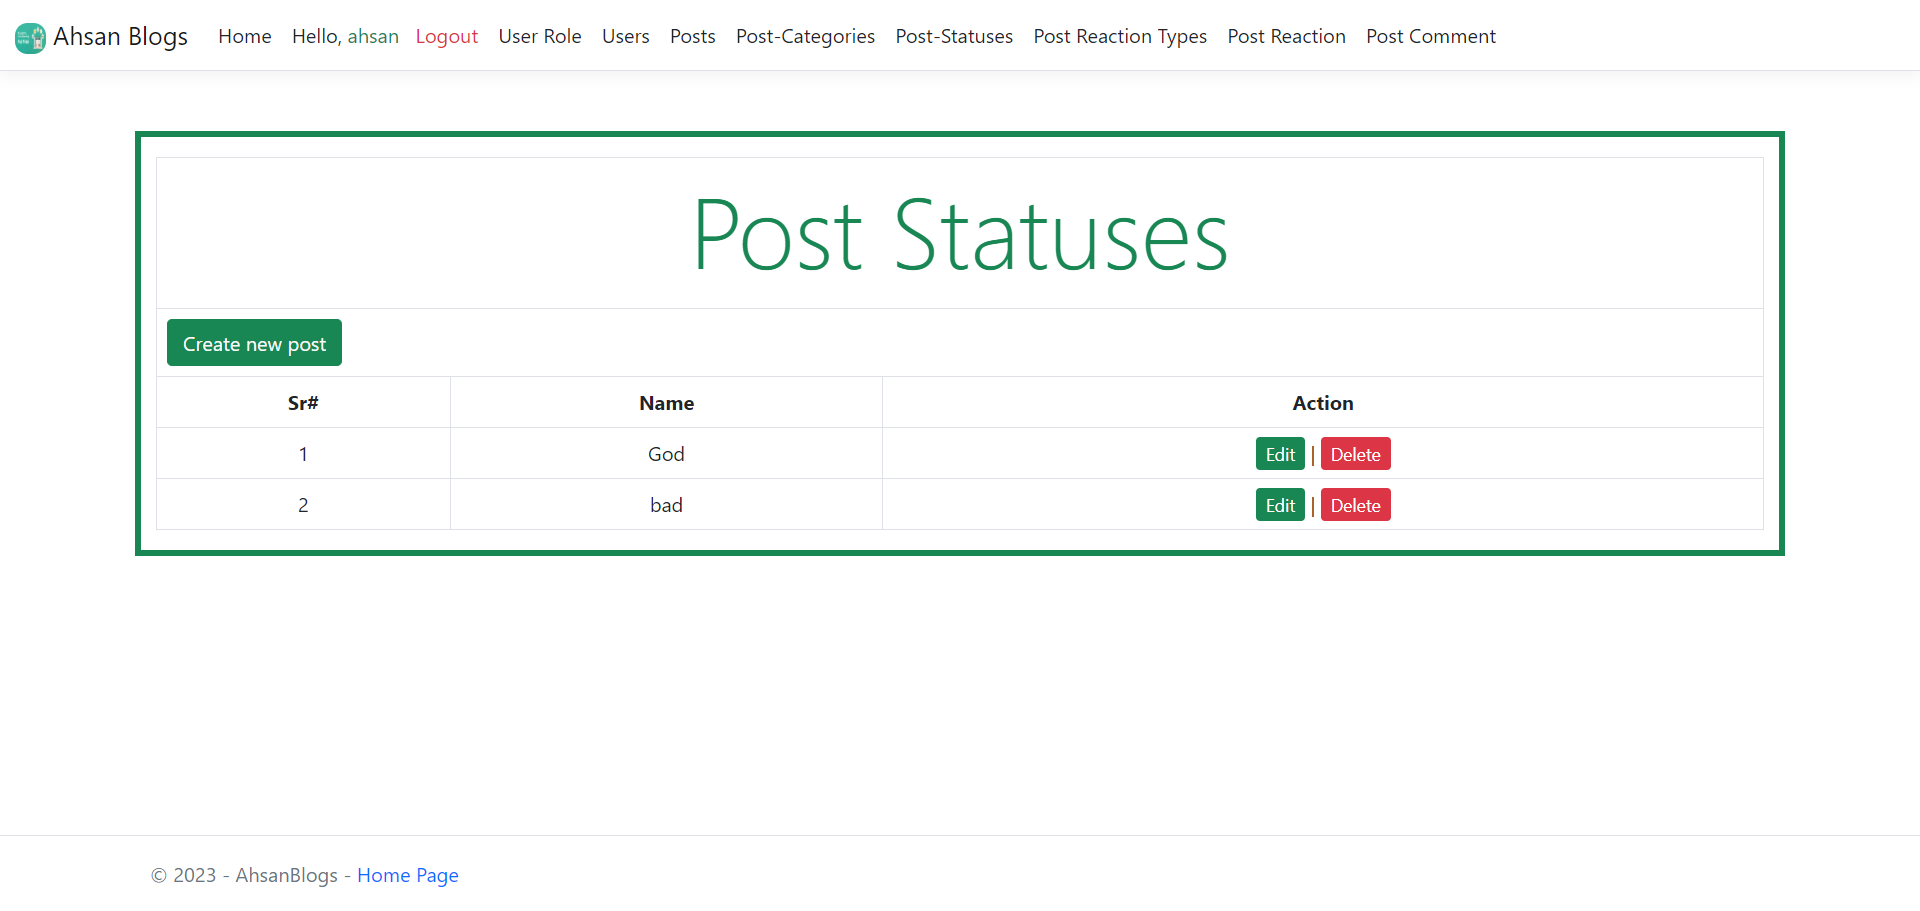 Ahsan Blogs Home Hello, ahsan Logout User Role Users Posts Post-Categories Post-Statuses Post Reaction Types Post Reaction Post Comment
Post Statuses
Create new post
Sr# Name Action
1 God Edit | Delete
2 bad Edit | Delete
© 2023 - AhsanBlogs - Home Page